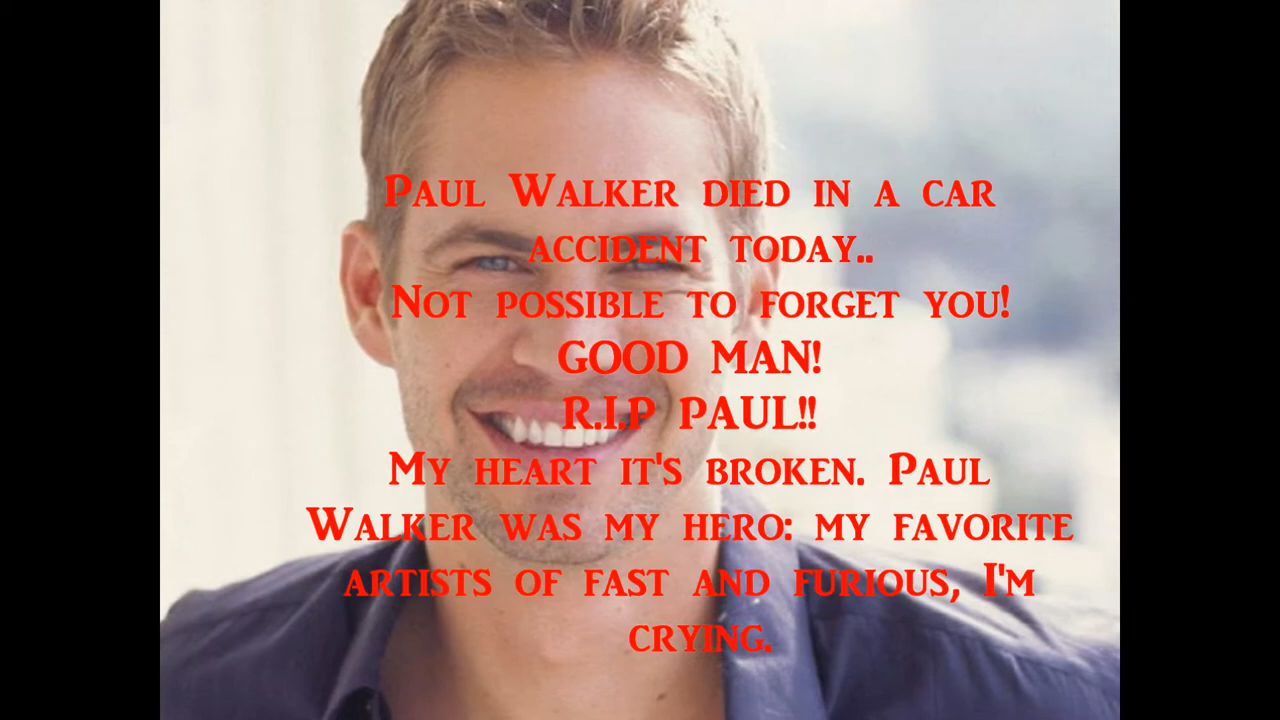 Paul Walker died in a car
accident today..
Not possible to forget you!
GOOD MAN!
R.I.P PAUL!!
My heart it's broken. Paul
Walker was my hero: my favorite
artists of fast and furious, I'm
crying.